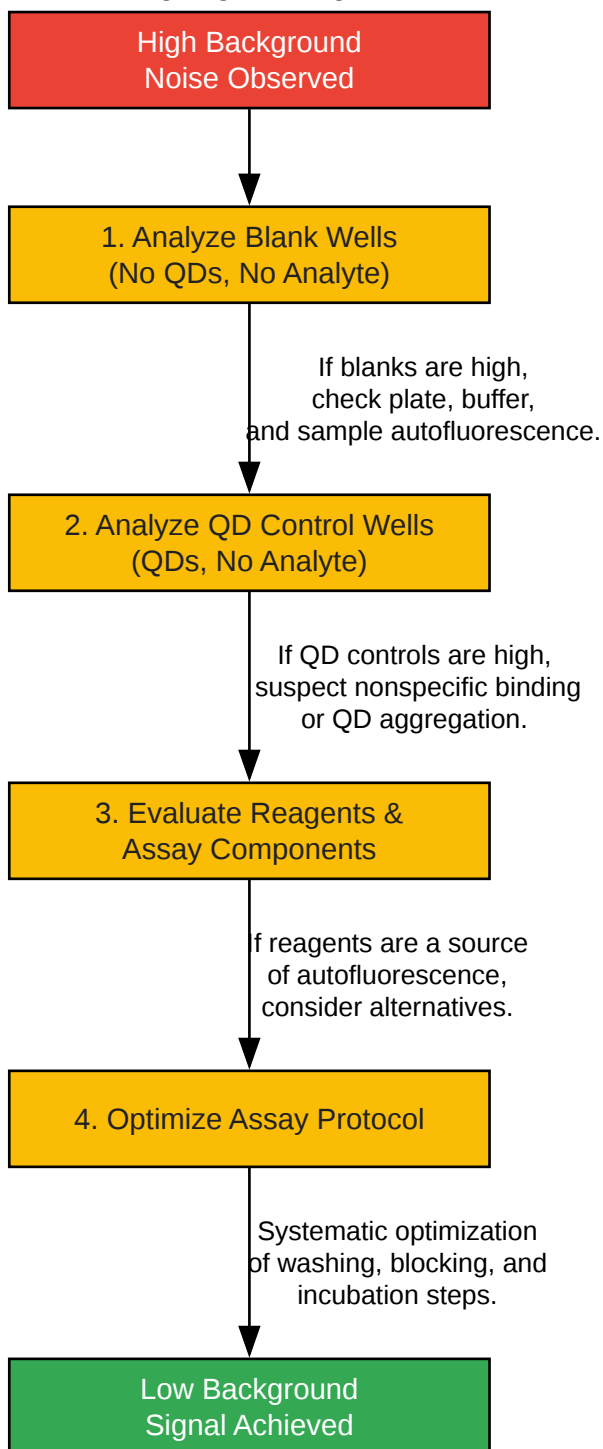 High Background
Noise Observed
1. Analyze Blank Wells
(No QDs, No Analyte)
If blanks are high,
check plate, buffer,
and sample autofluorescence.
2. Analyze QD Control Wells
(QDs, No Analyte)
If QD controls are high,
suspect nonspecific binding
or QD aggregation.
3. Evaluate Reagents &
Assay Components
If reagents are a source
of autofluorescence,
consider alternatives.
4. Optimize Assay Protocol
Systematic optimization
of washing, blocking, and
incubation steps.
Low Background
Signal Achieved